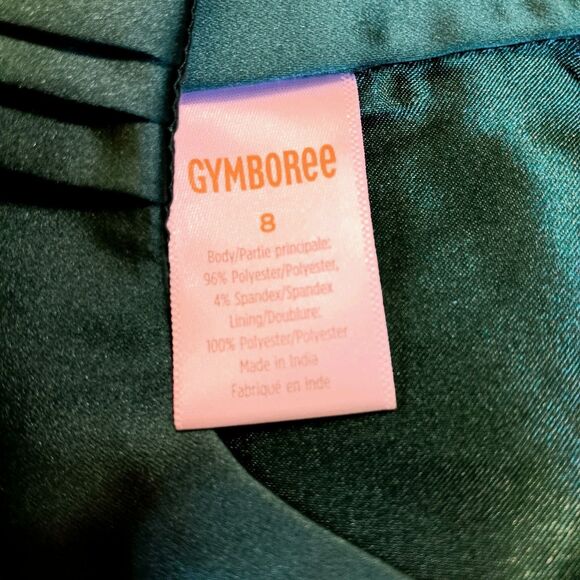 GYMBOREE
8
Body/Partie principale:
96% Polyester/Polyester,
4% Spandex/Spandex
Lining/Doublure:
100% Polyester/Polyester
Made in India
Fabriqué en Inde